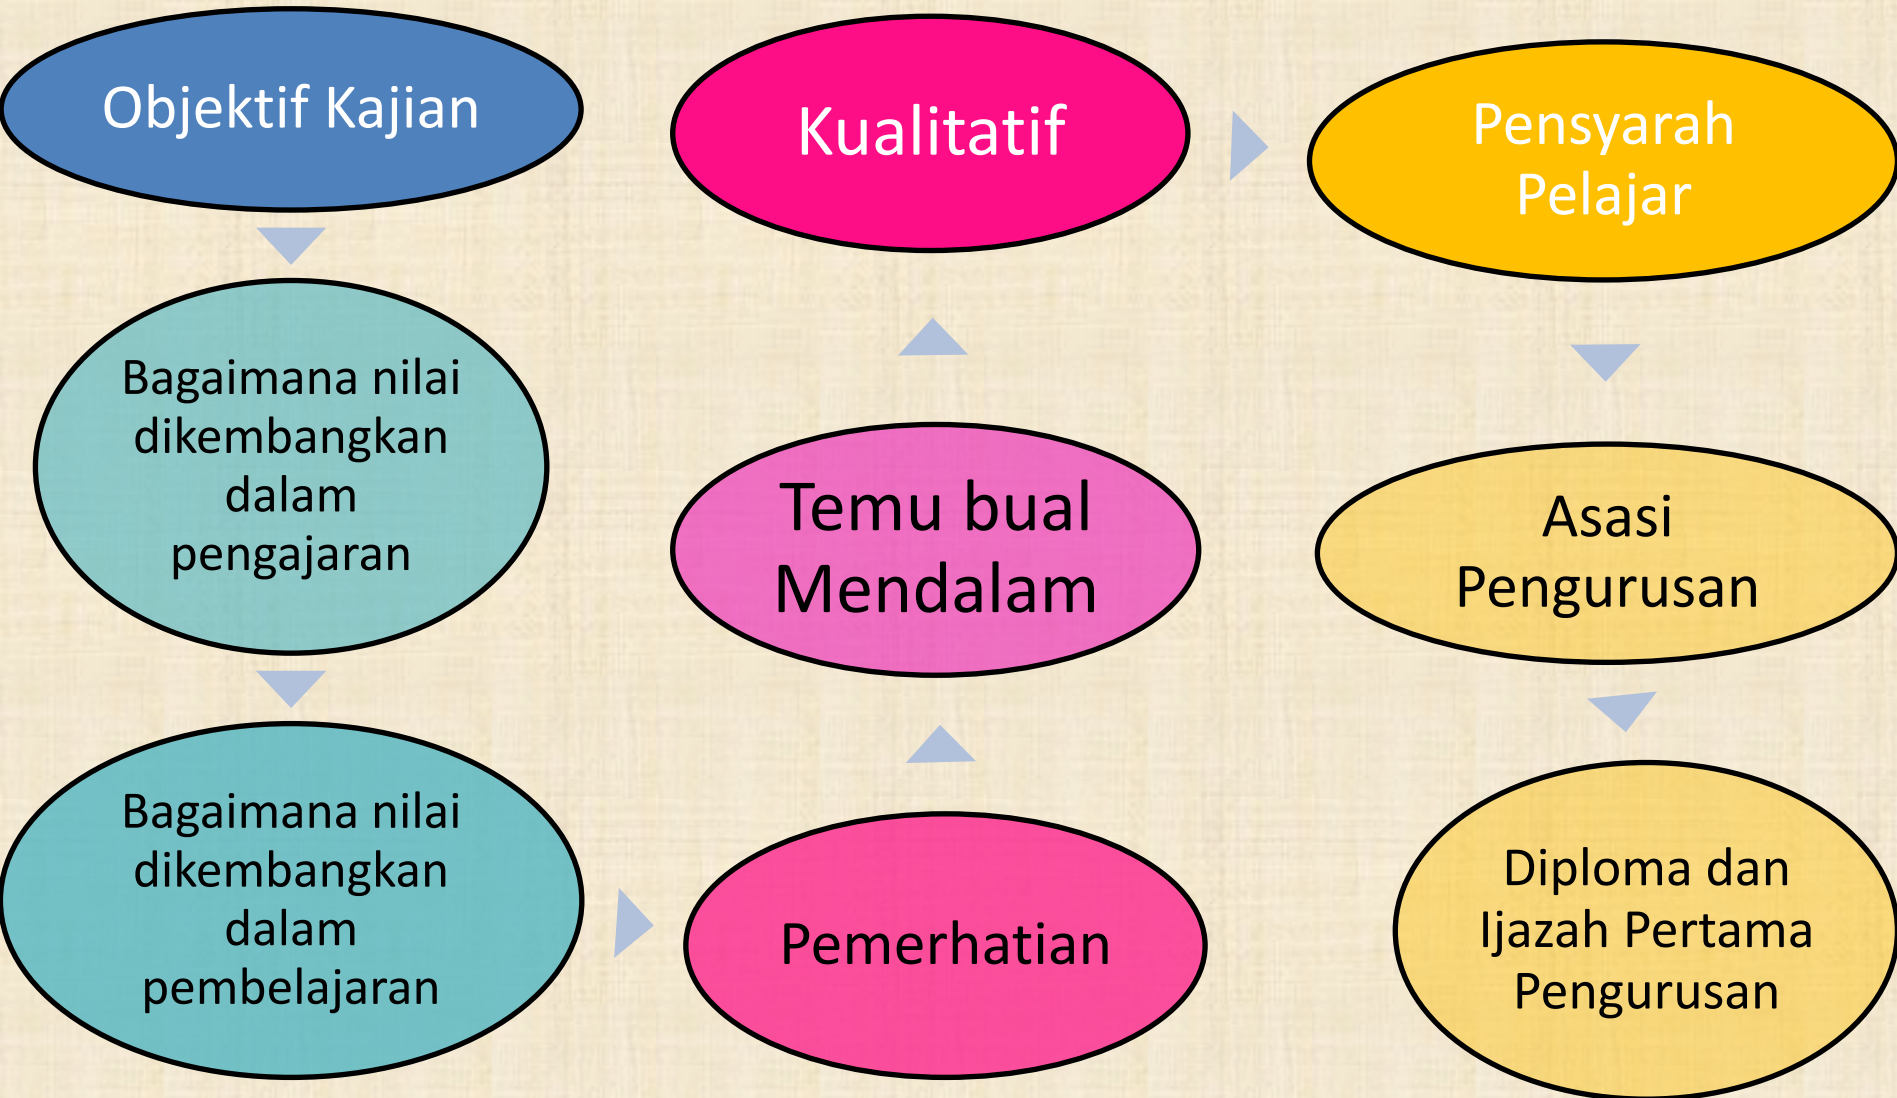 Objektif Kajian
Bagaimana nilai
dikembangkan
dalam
pengajaran
Bagaimana nilai
dikembangkan
dalam
pembelajaran
Pemerhatian
Temu bual
Mendalam
Kualitatif
Pensyarah
Pelajar
Asasi
Pengurusan
Diploma dan
Ijazah Pertama
Pengurusan